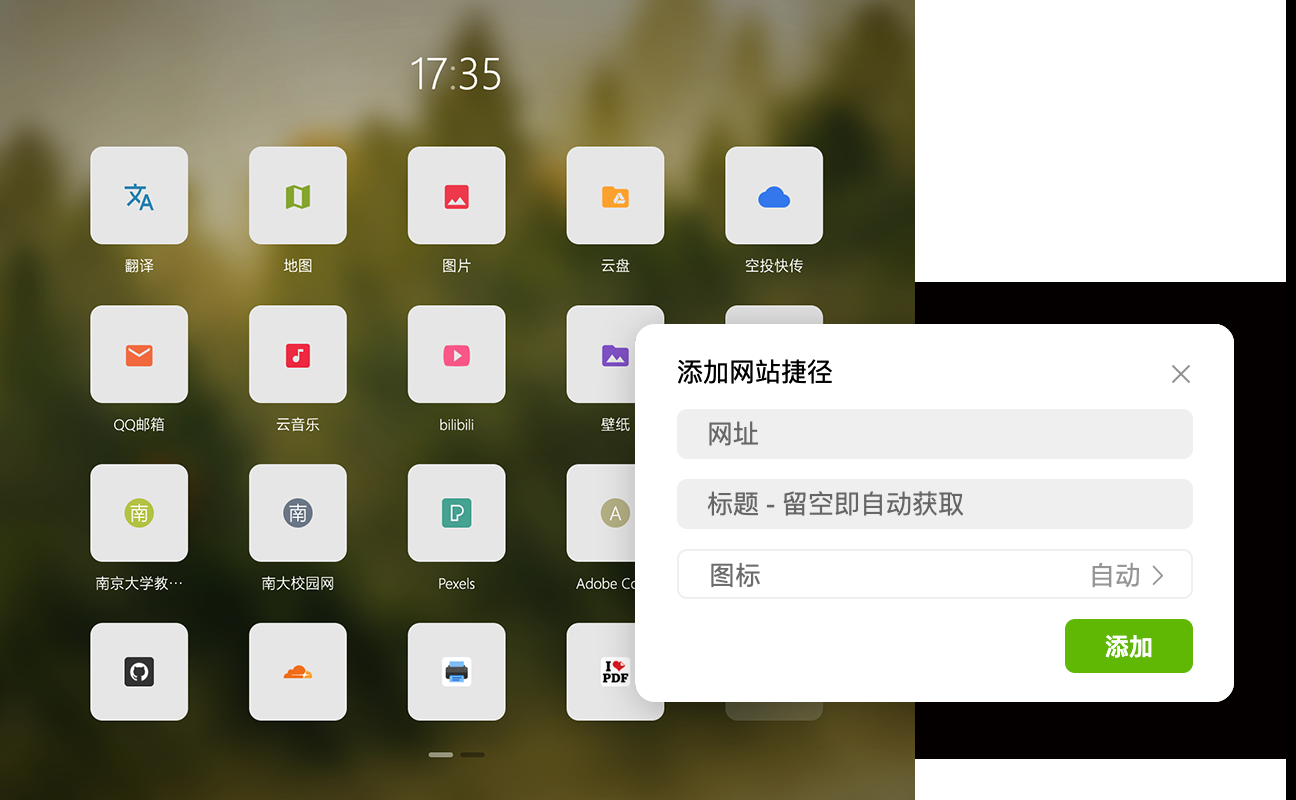 17:35
翻译
地图
图片
云盘
空投快传
QQ邮箱
云音乐
bilibili
壁纸
南
南
A
南京大学教…
南大校园网
Pexels
Adobe Co
I
PDF
添加网站捷径
网址
标题 - 留空即自动获取
图标
自动
添加